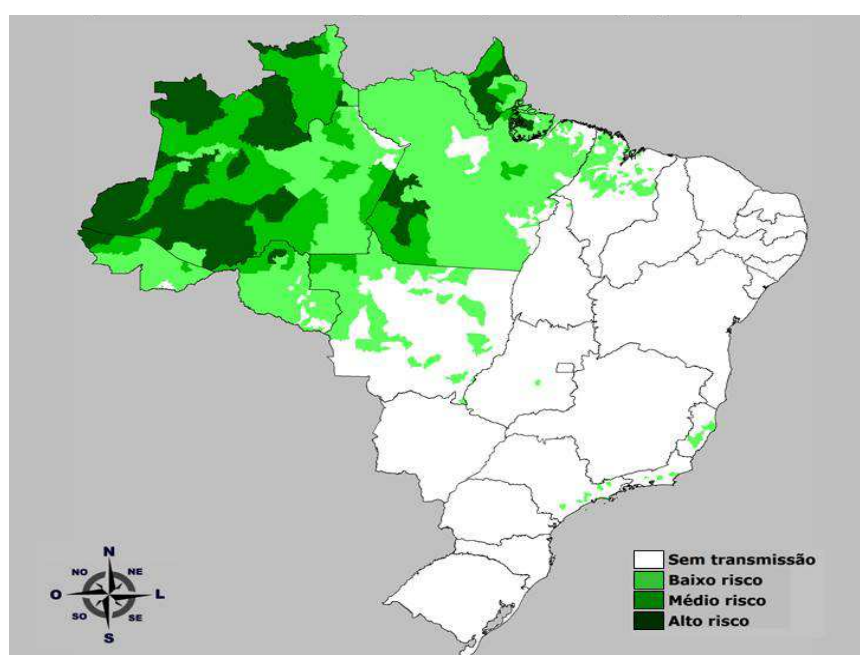 N
NO NE
O L
SO SE
S
Sem transmissão
Baixo risco
Médio risco
Alto risco